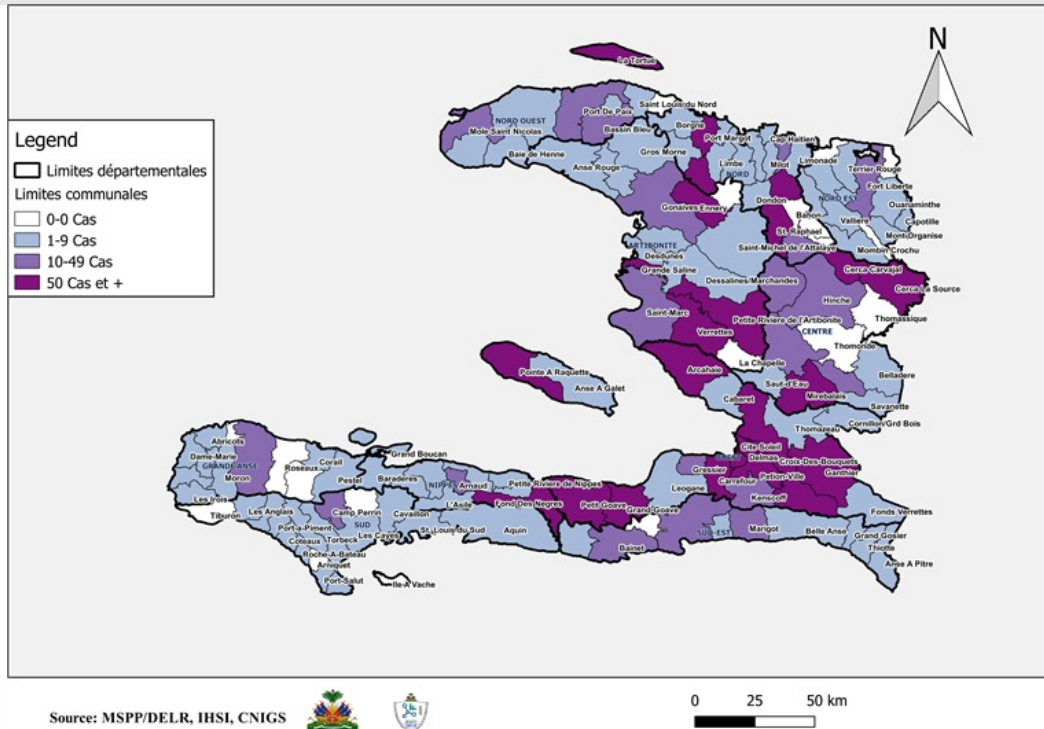 N
La Tortue
Saint Louis du Nord
Port De Paix
NORD OUEST
Mole Saint Nicolas
Bassin Bleu
Borgne
Port Margot
Cap Haitien
Baie de Henne
Gros Morne
Limbe
Milot
Limonade
Anse Rouge
NORD
Terrier Rouge
Fort Liberte
NORD EST
Ouanaminthe
Gonaives
Ennery
Dondon
Bahon
Valliere
Capotille
St. Raphael
Mont-Organise
ARTIBONITE
Saint-Michel de l'Attalaye
Mombin Crochu
Desdunes
Grande Saline
Dessalines/Marchandes
Cerca Carvajal
Cerca La Source
Hinche
Saint-Marc
Petite Riviere de l'Artibonite
Thomassique
Verrettes
CENTRE
Thomonde
La Chapelle
Pointe A Raquette
Arcahaie
Saut-d'Eau
Belladere
Anse A Galet
Cabaret
Mirebalais
Savanette
Cornillon/Grd Bois
Thomazeau
Abricots
Grand Boucan
Cite Soleil
Dame-Marie
Corail
Delmas
Croix-Des-Bouquets
GRANDE ANSE
Roseaux
Gressier
Petion-Ville
Ganthier
Moron
Pestel
Baraderes
NIPPES
Arnaud
Petite Riviere de Nippes
Leogane
Carrefour
Kenscoff
Les Irois
L'Asile
Fond Des Negres
Petit Goave
Grand-Goave
Fonds Verrettes
Tiburon
Les Anglais
Camp Perrin
Cavaillon
SUD
Port-a-Piment
St. Louis du Sud
Aquin
SUD EST
Marigot
Belle Anse
Grand Gosier
Coteaux
Torbeck
Les Cayes
Bainet
Thiotte
Roche-A-Bateau
Arniquet
Anse A Pitre
Port-Salut
Ile-A Vache
Legend
Limites départementales
Limites communales
0-0 Cas
1-9 Cas
10-49 Cas
50 Cas et +
Source: MSPP/DELR, IHSI, CNIGS
0 25 50 km